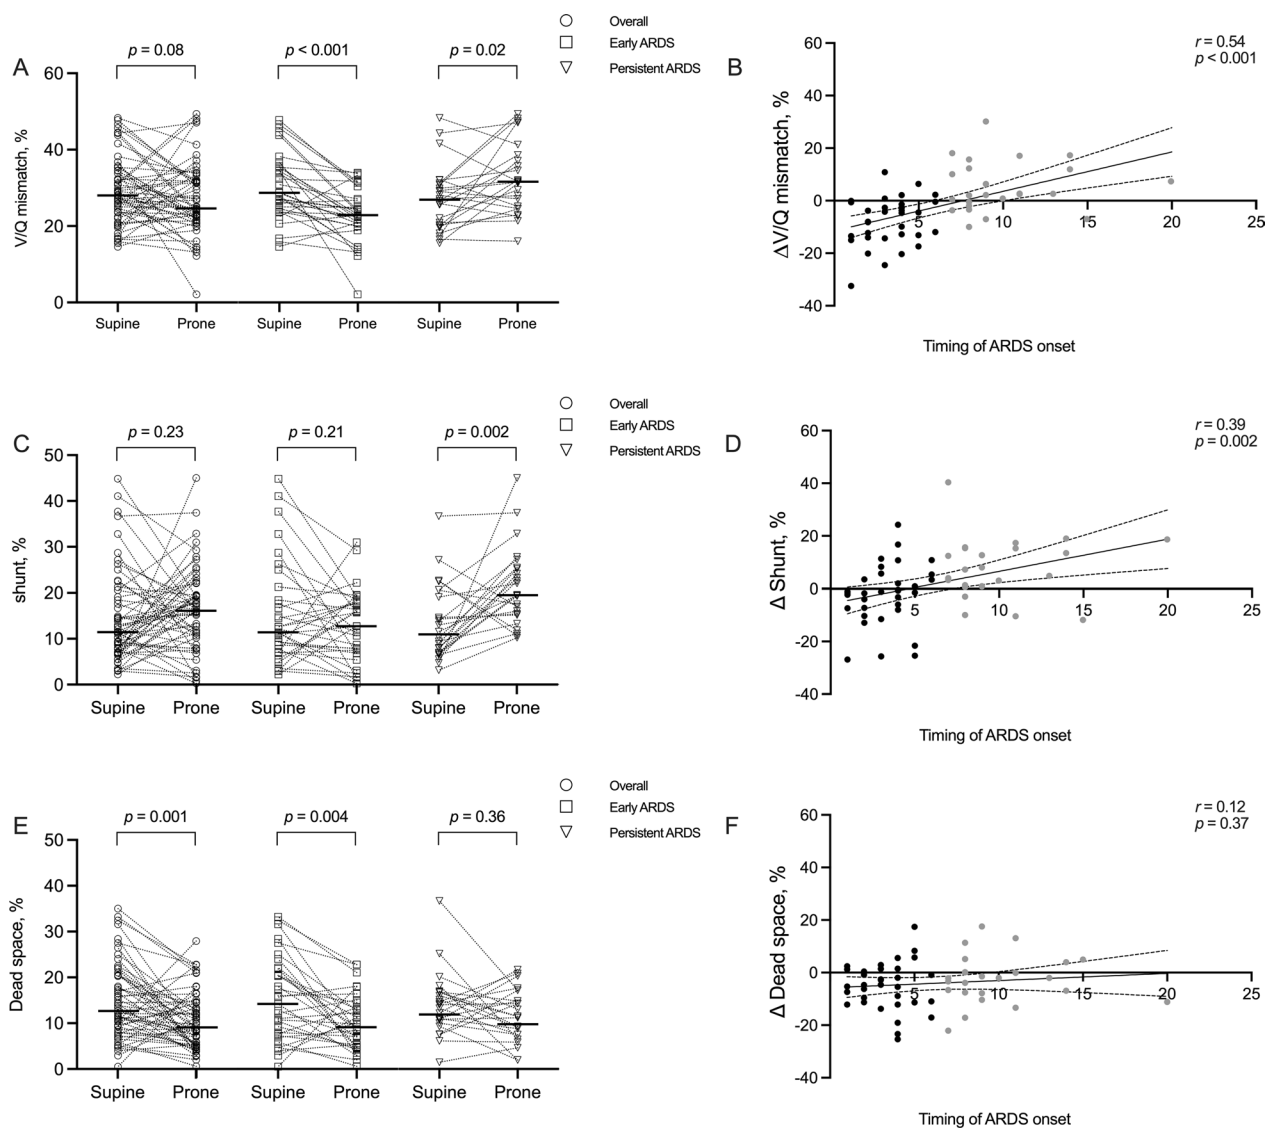 Overall
Early ARDS
Persistent ARDS
A
p = 0.08
p < 0.001
p = 0.02
V/Q mismatch, %
60
40
20
0
Supine
Prone
Supine
Prone
Supine
Prone
B
r = 0.54
p < 0.001
ΔV/Q mismatch, %
60
40
20
0
-20
-40
5
10
15
20
25
Timing of ARDS onset
Overall
Early ARDS
Persistent ARDS
C
p = 0.23
p = 0.21
p = 0.002
shunt, %
50
40
30
20
10
0
Supine
Prone
Supine
Prone
Supine
Prone
D
r = 0.39
p = 0.002
Δ Shunt, %
60
40
20
0
-20
-40
5
10
15
20
25
Timing of ARDS onset
Overall
Early ARDS
Persistent ARDS
E
p = 0.001
p = 0.004
p = 0.36
Dead space, %
50
40
30
20
10
0
Supine
Prone
Supine
Prone
Supine
Prone
F
r = 0.12
p = 0.37
Δ Dead space, %
60
40
20
0
-20
-40
5
10
15
20
25
Timing of ARDS onset